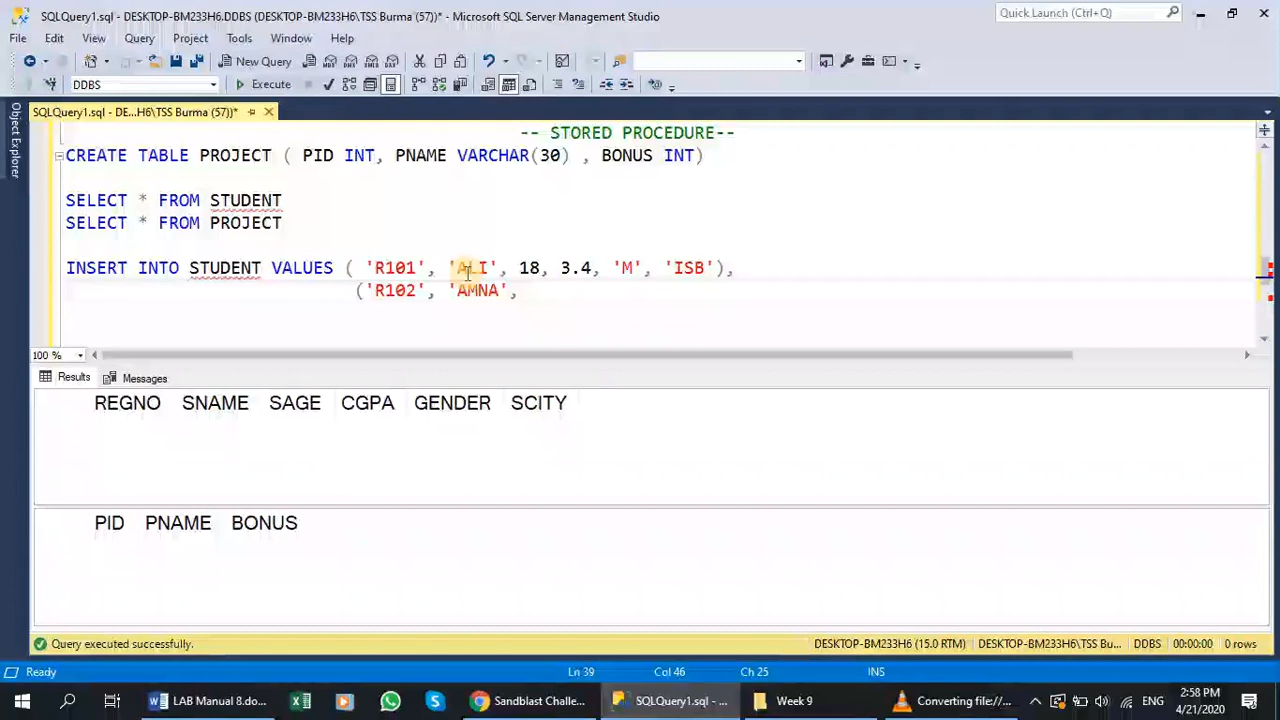 SQLQuery1.sql - DESKTOP-BM233H6.DDBS (DESKTOP-BM233H6\TSS Burma (57))* - Microsoft SQL Server Management Studio
Quick Launch (Ctrl+Q)
File Edit View Query Project Tools Window Help
New Query
DDBS Execute
SQLQuery1.sql - DE...H6\TSS Burma (57))*
Object Explorer
-- STORED PROCEDURE--
CREATE TABLE PROJECT ( PID INT, PNAME VARCHAR(30) , BONUS INT)
SELECT * FROM STUDENT
SELECT * FROM PROJECT
INSERT INTO STUDENT VALUES ( 'R101', 'ALI', 18, 3.4, 'M', 'ISB'),
('R102', 'AMNA',
100 %
Results Messages
REGNO SNAME SAGE CGPA GENDER SCITY
PID PNAME BONUS
Query executed successfully. DESKTOP-BM233H6 (15.0 RTM) DESKTOP-BM233H6\TSS Bu... DDBS 00:00:00 0 rows
Ready Ln 39 Col 46 Ch 25 INS
LAB Manual 8.do... Sandblast Challe... SQLQuery1.sql - ... Week 9 Converting file://... ENG 2:58 PM
4/21/2020